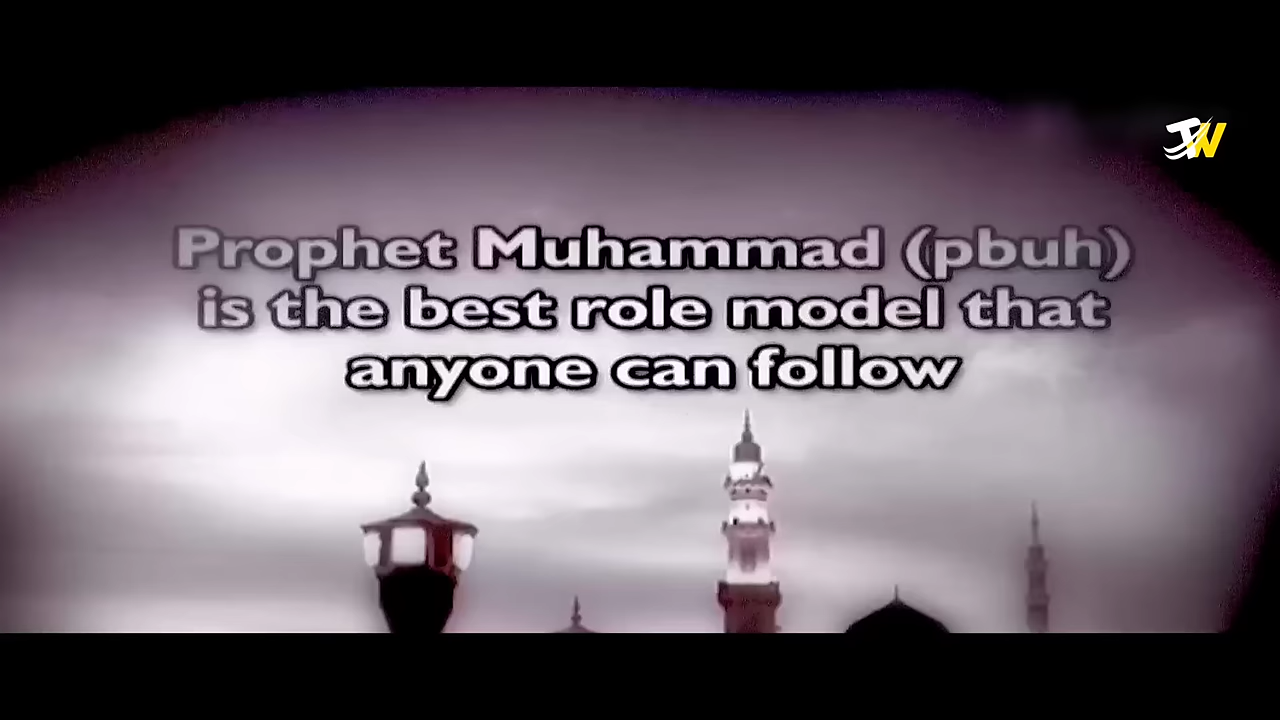 Prophet Muhammad (pbuh)
is the best role model that
anyone can follow